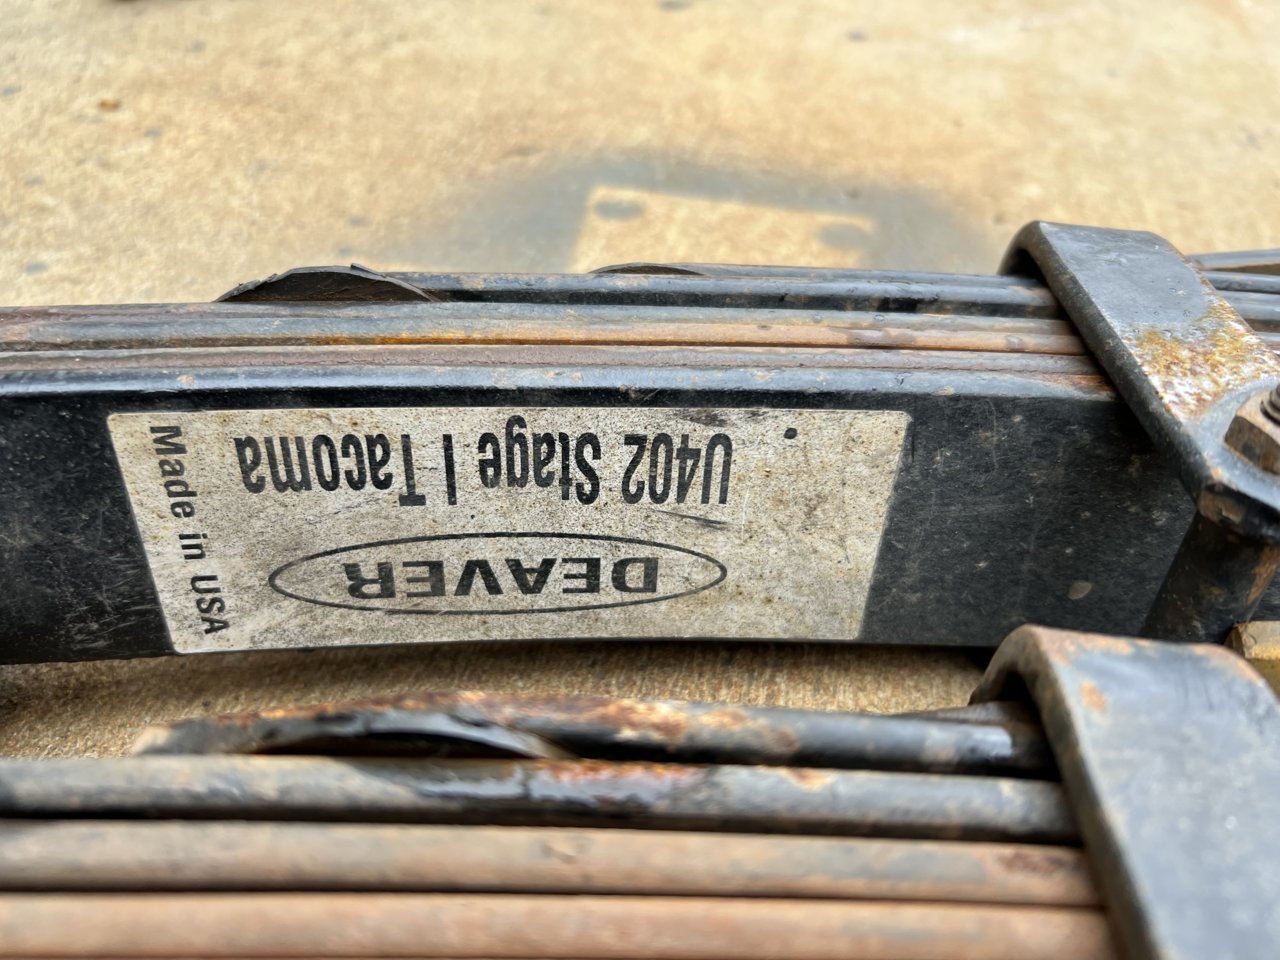 DEAVER
U402 Stage I Tacoma
Made in USA